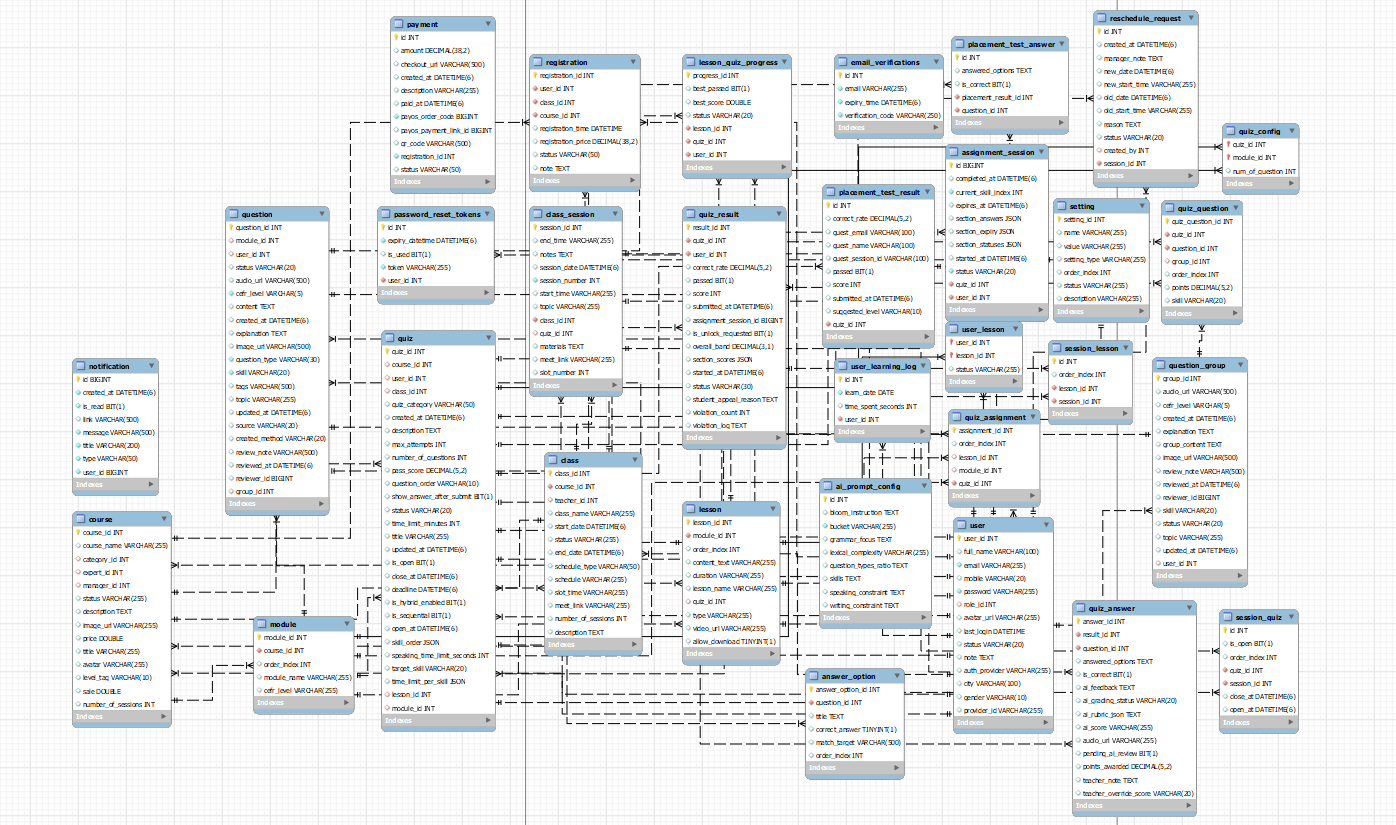 payment
id INT
amount DECIMAL(38,2)
checkout_url VARCHAR(500)
created_at DATETIME(6)
description VARCHAR(255)
paid_at DATETIME(6)
payos_order_code BIGINT
payos_payment_link_id BIGINT
qr_code VARCHAR(500)
registration_id INT
status VARCHAR(50)
Indexes
registration
registration_id INT
user_id INT
class_id INT
course_id INT
registration_time DATETIME
registration_price DECIMAL(38,2)
status VARCHAR(50)
note TEXT
Indexes
lesson_quiz_progress
progress_id INT
best_passed BIT(1)
best_score DOUBLE
status VARCHAR(20)
lesson_id INT
quiz_id INT
user_id INT
Indexes
email_verifications
id INT
email VARCHAR(255)
expiry_time DATETIME(6)
verification_code VARCHAR(250)
Indexes
placement_test_answer
id INT
answered_options TEXT
is_correct BIT(1)
placement_result_id INT
question_id INT
Indexes
reschedule_request
id INT
created_at DATETIME(6)
manager_note TEXT
new_date DATETIME(6)
new_start_time VARCHAR(255)
old_date DATETIME(6)
old_start_time VARCHAR(255)
reason TEXT
status VARCHAR(20)
created_by INT
session_id INT
Indexes
quiz_config
quiz_id INT
module_id INT
num_of_question INT
Indexes
question
question_id INT
module_id INT
user_id INT
status VARCHAR(20)
audio_url VARCHAR(500)
cefr_level VARCHAR(5)
content TEXT
created_at DATETIME(6)
explanation TEXT
image_url VARCHAR(500)
question_type VARCHAR(30)
skill VARCHAR(20)
tags VARCHAR(500)
topic VARCHAR(255)
updated_at DATETIME(6)
source VARCHAR(20)
created_method VARCHAR(20)
review_note VARCHAR(500)
reviewed_at DATETIME(6)
reviewer_id BIGINT
group_id INT
Indexes
password_reset_tokens
id INT
expiry_datetime DATETIME(6)
is_used BIT(1)
token VARCHAR(255)
user_id INT
Indexes
class_session
session_id INT
end_time VARCHAR(255)
notes TEXT
session_date DATETIME(6)
session_number INT
start_time VARCHAR(255)
topic VARCHAR(255)
class_id INT
quiz_id INT
materials TEXT
meet_link VARCHAR(255)
slot_number INT
Indexes
quiz_result
result_id INT
quiz_id INT
user_id INT
correct_rate DECIMAL(5,2)
passed BIT(1)
score INT
submitted_at DATETIME(6)
assignment_session_id BIGINT
is_unlock_requested BIT(1)
overall_band DECIMAL(3,1)
section_scores JSON
started_at DATETIME(6)
status VARCHAR(30)
student_appeal_reason TEXT
violation_count INT
violation_log TEXT
Indexes
placement_test_result
id INT
correct_rate DECIMAL(5,2)
guest_email VARCHAR(100)
guest_name VARCHAR(100)
guest_session_id VARCHAR(100)
passed BIT(1)
score INT
submitted_at DATETIME(6)
suggested_level VARCHAR(10)
quiz_id INT
Indexes
assignment_session
id BIGINT
completed_at DATETIME(6)
current_skill_index INT
expires_at DATETIME(6)
section_answers JSON
section_expiry JSON
section_statuses JSON
started_at DATETIME(6)
status VARCHAR(20)
quiz_id INT
user_id INT
Indexes
setting
setting_id INT
name VARCHAR(255)
value VARCHAR(255)
setting_type VARCHAR(255)
order_index INT
status VARCHAR(255)
description VARCHAR(255)
Indexes
quiz_question
quiz_question_id INT
quiz_id INT
question_id INT
group_id INT
order_index INT
points DECIMAL(5,2)
skill VARCHAR(20)
Indexes
quiz
quiz_id INT
course_id INT
user_id INT
class_id INT
quiz_category VARCHAR(50)
created_at DATETIME(6)
description TEXT
max_attempts INT
number_of_questions INT
pass_score DECIMAL(5,2)
question_order VARCHAR(10)
show_answer_after_submit BIT(1)
status VARCHAR(20)
time_limit_minutes INT
title VARCHAR(255)
updated_at DATETIME(6)
is_open BIT(1)
close_at DATETIME(6)
deadline DATETIME(6)
is_hybrid_enabled BIT(1)
is_sequential BIT(1)
open_at DATETIME(6)
skill_order JSON
speaking_time_limit_seconds INT
target_skill VARCHAR(20)
time_limit_per_skill JSON
lesson_id INT
module_id INT
Indexes
user_lesson
user_id INT
lesson_id INT
status VARCHAR(255)
Indexes
session_lesson
id INT
order_index INT
lesson_id INT
session_id INT
Indexes
notification
id BIGINT
created_at DATETIME(6)
is_read BIT(1)
link VARCHAR(500)
message VARCHAR(500)
title VARCHAR(200)
type VARCHAR(50)
user_id BIGINT
Indexes
user_learning_log
id INT
learn_date DATE
time_spent_seconds INT
user_id INT
Indexes
question_group
group_id INT
audio_url VARCHAR(500)
cefr_level VARCHAR(5)
created_at DATETIME(6)
explanation TEXT
group_content TEXT
image_url VARCHAR(500)
review_note VARCHAR(500)
reviewed_at DATETIME(6)
reviewer_id BIGINT
skill VARCHAR(20)
status VARCHAR(20)
topic VARCHAR(255)
updated_at DATETIME(6)
user_id INT
Indexes
quiz_assignment
assignment_id INT
order_index INT
lesson_id INT
module_id INT
quiz_id INT
Indexes
class
class_id INT
course_id INT
teacher_id INT
class_name VARCHAR(255)
start_date DATETIME(6)
status VARCHAR(255)
end_date DATETIME(6)
schedule_type VARCHAR(50)
schedule VARCHAR(255)
slot_time VARCHAR(255)
meet_link VARCHAR(255)
number_of_sessions INT
description TEXT
Indexes
ai_prompt_config
id INT
bloom_instruction TEXT
bucket VARCHAR(255)
grammar_focus TEXT
lexical_complexity VARCHAR(255)
question_types_ratio TEXT
skills TEXT
speaking_constraint TEXT
writing_constraint TEXT
Indexes
lesson
lesson_id INT
module_id INT
order_index INT
content_text VARCHAR(255)
duration VARCHAR(255)
lesson_name VARCHAR(255)
quiz_id INT
type VARCHAR(255)
video_url VARCHAR(255)
allow_download TINYINT(1)
Indexes
course
course_id INT
course_name VARCHAR(255)
category_id INT
expert_id INT
manager_id INT
status VARCHAR(255)
description TEXT
image_url VARCHAR(255)
price DOUBLE
title VARCHAR(255)
avatar VARCHAR(255)
level_tag VARCHAR(10)
sale DOUBLE
number_of_sessions INT
Indexes
user
user_id INT
full_name VARCHAR(100)
email VARCHAR(255)
mobile VARCHAR(20)
password VARCHAR(255)
role_id INT
avatar_url VARCHAR(255)
last_login DATETIME
status VARCHAR(20)
note TEXT
auth_provider VARCHAR(255)
city VARCHAR(100)
gender VARCHAR(10)
provider_id VARCHAR(255)
Indexes
module
module_id INT
course_id INT
order_index INT
module_name VARCHAR(255)
cefr_level VARCHAR(255)
Indexes
quiz_answer
answer_id INT
result_id INT
question_id INT
answered_options TEXT
is_correct BIT(1)
ai_feedback TEXT
ai_grading_status VARCHAR(20)
ai_rubric_json TEXT
ai_score VARCHAR(255)
audio_url VARCHAR(255)
pending_ai_review BIT(1)
points_awarded DECIMAL(5,2)
teacher_note TEXT
teacher_override_score VARCHAR(20)
Indexes
session_quiz
id INT
is_open BIT(1)
order_index INT
quiz_id INT
session_id INT
close_at DATETIME(6)
open_at DATETIME(6)
Indexes
answer_option
answer_option_id INT
question_id INT
title TEXT
correct_answer TINYINT(1)
match_target VARCHAR(500)
order_index INT
Indexes